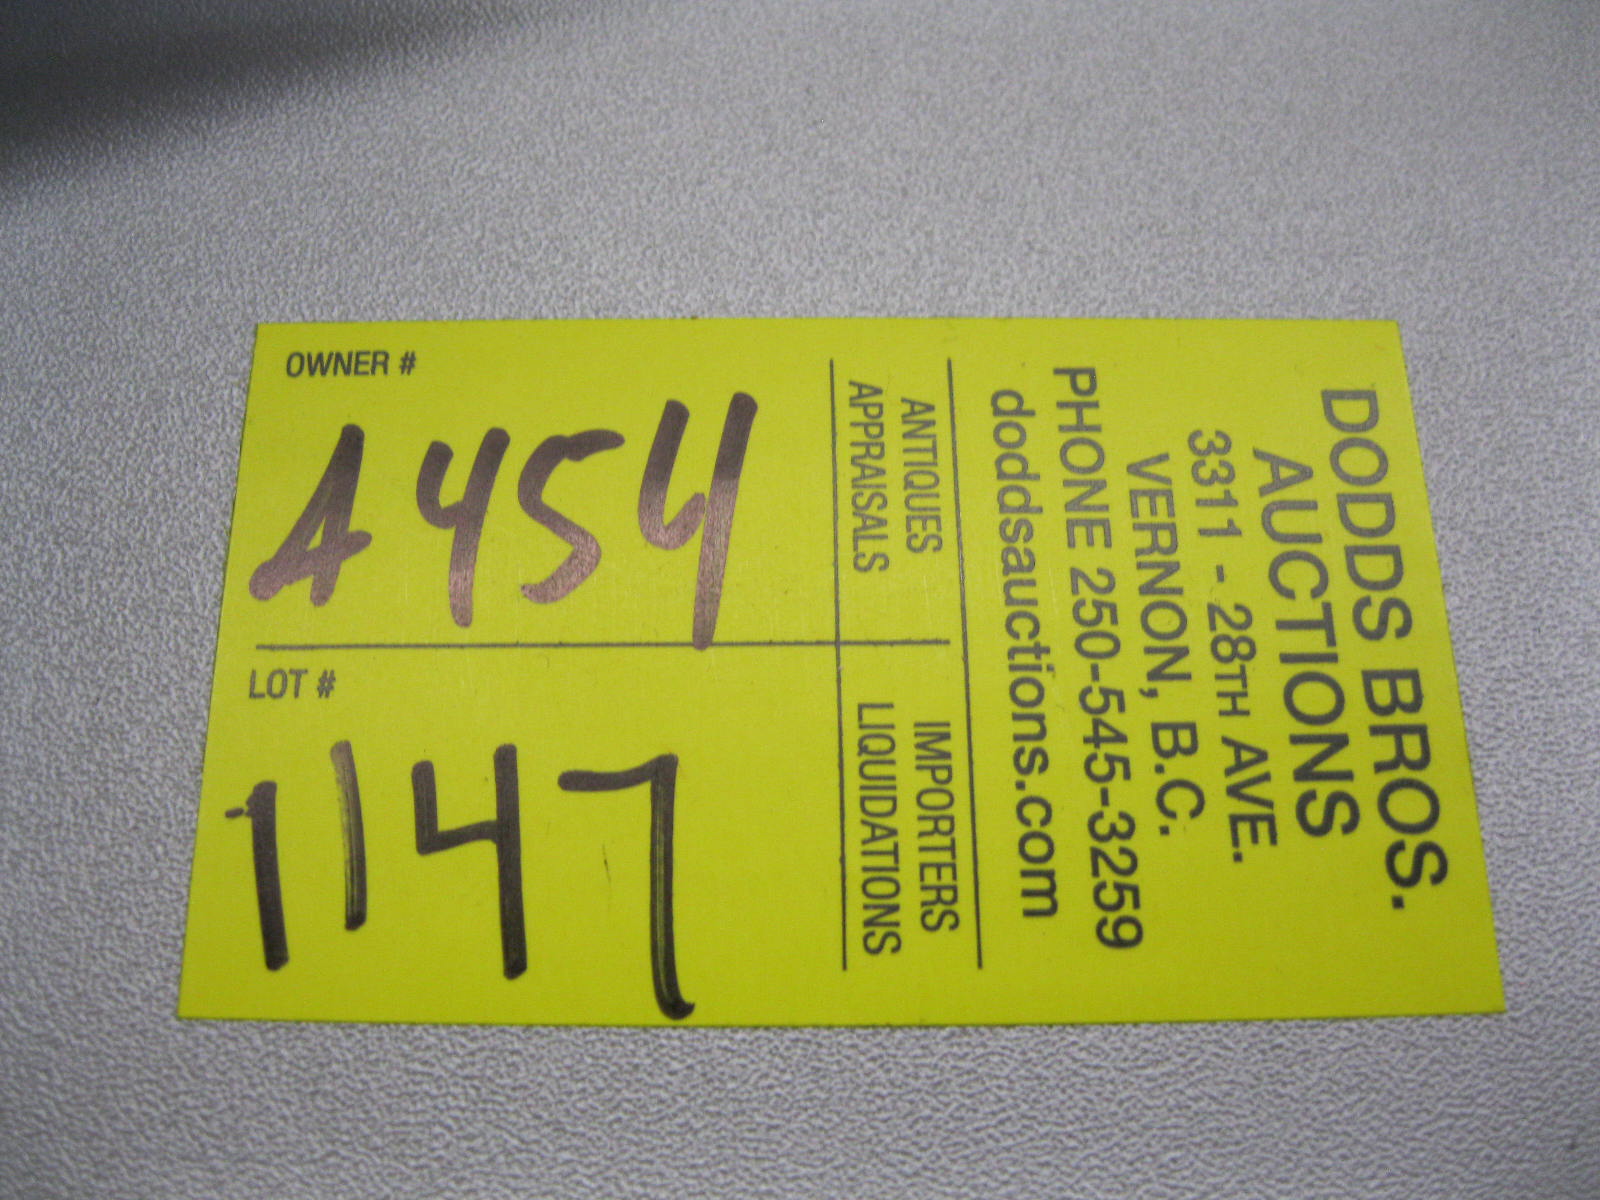 DODDS BROS.
AUCTIONS
3311 - 28TH AVE.
VERNON, B.C.
PHONE 250-545-3259
doddsauctions.com
ANTIQUES
APPRAISALS
IMPORTERS
LIQUIDATIONS
OWNER #
A454
LOT #
1147